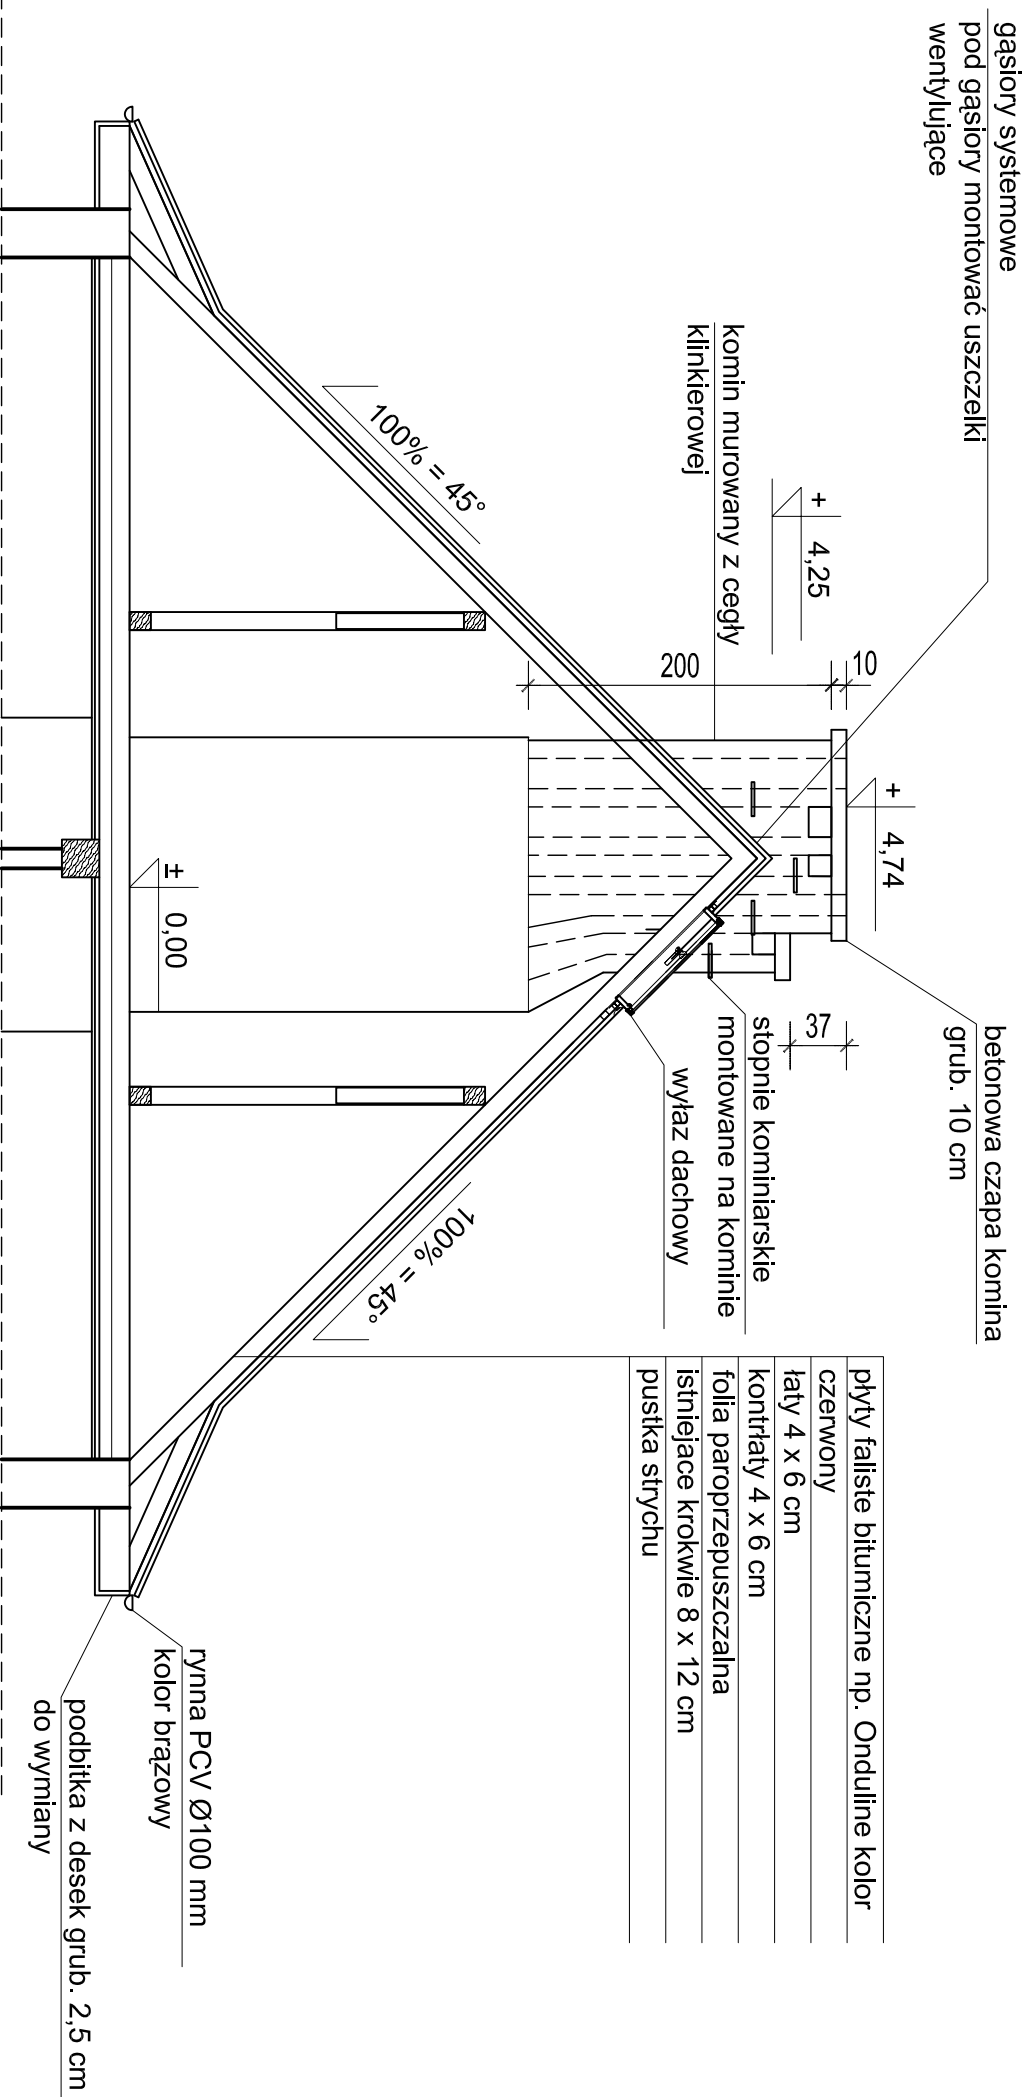 gąsiory systemowe
pod gąsiory montować uszczelki
wentylujące
komin murowany z cegły
klinkierowej
+ 4,25
200
10
+ 4,74
betonowa czapa komina
grub. 10 cm
37
stopnie kominiarskie
montowane na kominie
wyłaz dachowy
100% = 45°
100% = 45°
± 0,00
płyty faliste bitumiczne np. Onduline kolor
czerwony
łaty 4 x 6 cm
kontrłaty 4 x 6 cm
folia paroprzepuszczalna
istniejace krokwie 8 x 12 cm
pustka strychu
rynna PCV Ø100 mm
kolor brązowy
podbitka z desek grub. 2,5 cm
do wymiany